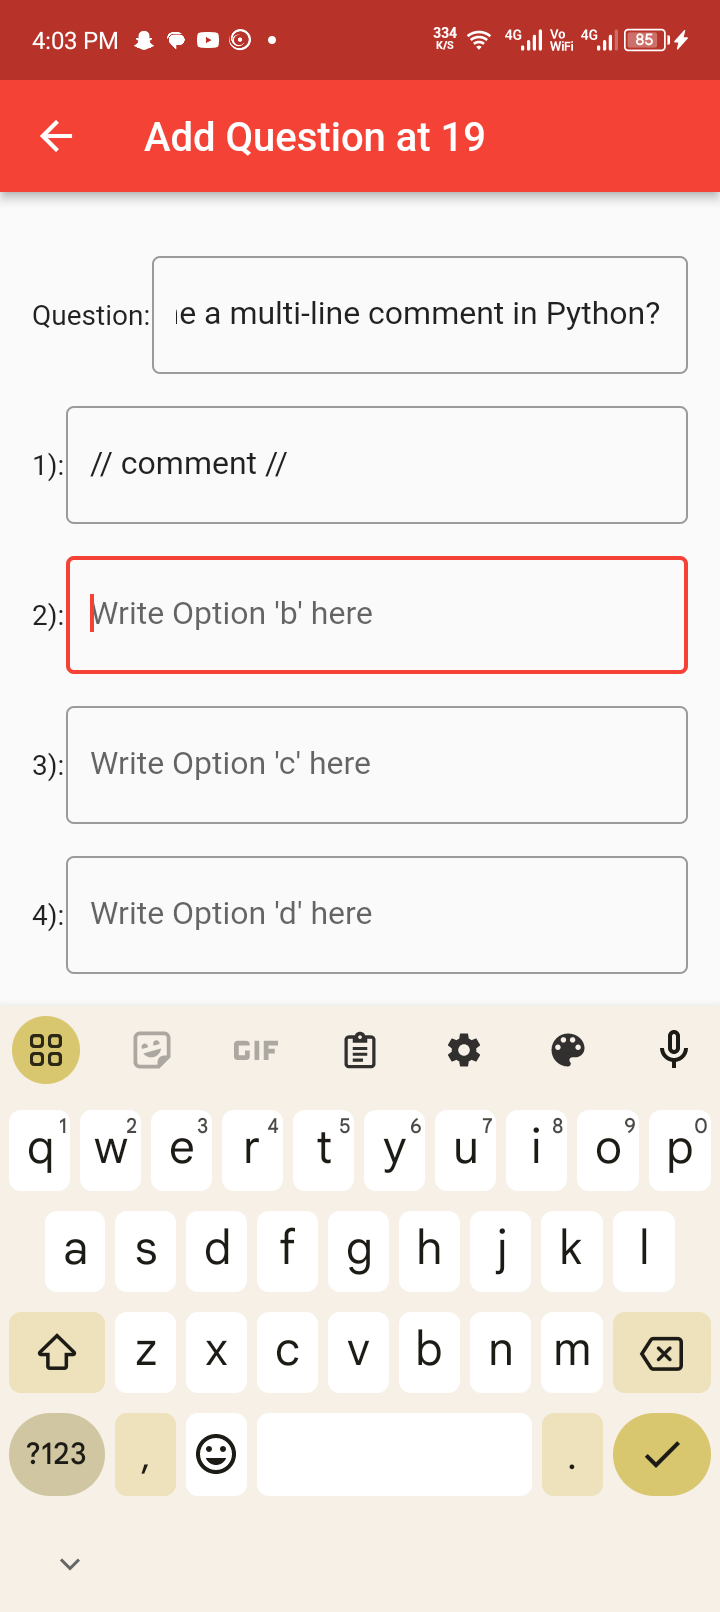 4:03 PM 334 K/S 4G Vo WiFi 4G 85
Add Question at 19
Question: a multi-line comment in Python?
1): // comment //
2): Write Option 'b' here
3): Write Option 'c' here
4): Write Option 'd' here
GIF
q1 w2 e3 r4 t5 y6 u7 i8 o9 p0
a s d f g h j k l
z x c v b n m
?123 , .